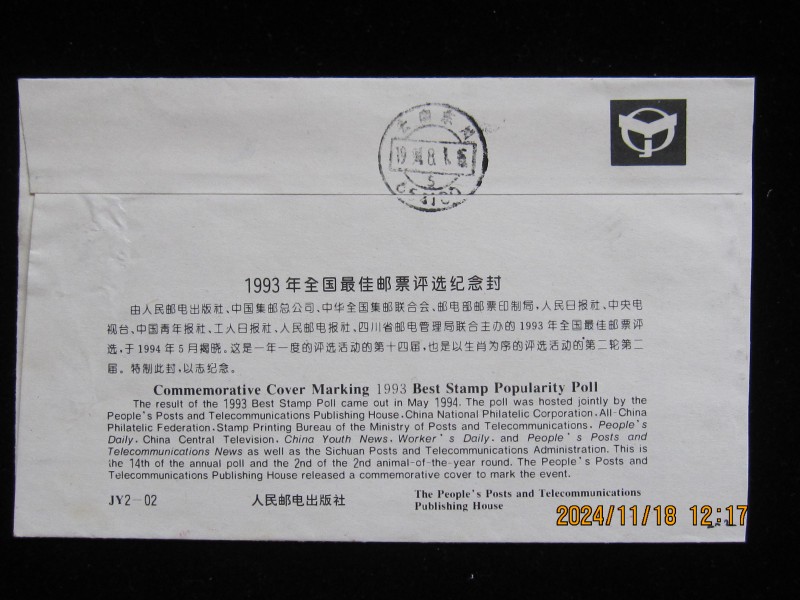 19 8
5
1993 年全国最佳邮票评选纪念封
由人民邮电出版社、中国集邮总公司、中华全国集邮联合会、邮电部邮票印制局，人民日报社、中央电
视台、中国青年报社、工人日报社、人民邮电报社、四川省邮电管理局联合主办的 1993 年全国最佳邮票评
选，于 1994 年 5 月揭晓。这是一年一度的评选活动的第十四届，也是以生肖为序的评选活动的第二轮第二
届。特制此封，以志纪念。
Commemorative Cover Marking 1993 Best Stamp Popularity Poll
The result of the 1993 Best Stamp Poll came out in May 1994. The poll was hosted jointly by the
People's Posts and Telecommunications Publishing House, China National Philatelic Corporation, All-China
Philatelic Federation, Stamp Printing Bureau of the Ministry of Posts and Telecommunications, People's
Daily, China Central Television, China Youth News, Worker's Daily, and People's Posts and
Telecommunications News as well as the Sichuan Posts and Telecommunications Administration. This is
the 14th of the annual poll and the 2nd of the 2nd animal-of-the-year round. The People's Posts and
Telecommunications Publishing House released a commemorative cover to mark the event.
JY2-02 人民邮电出版社 The People's Posts and Telecommunications
Publishing House
2024/11/18 12:17